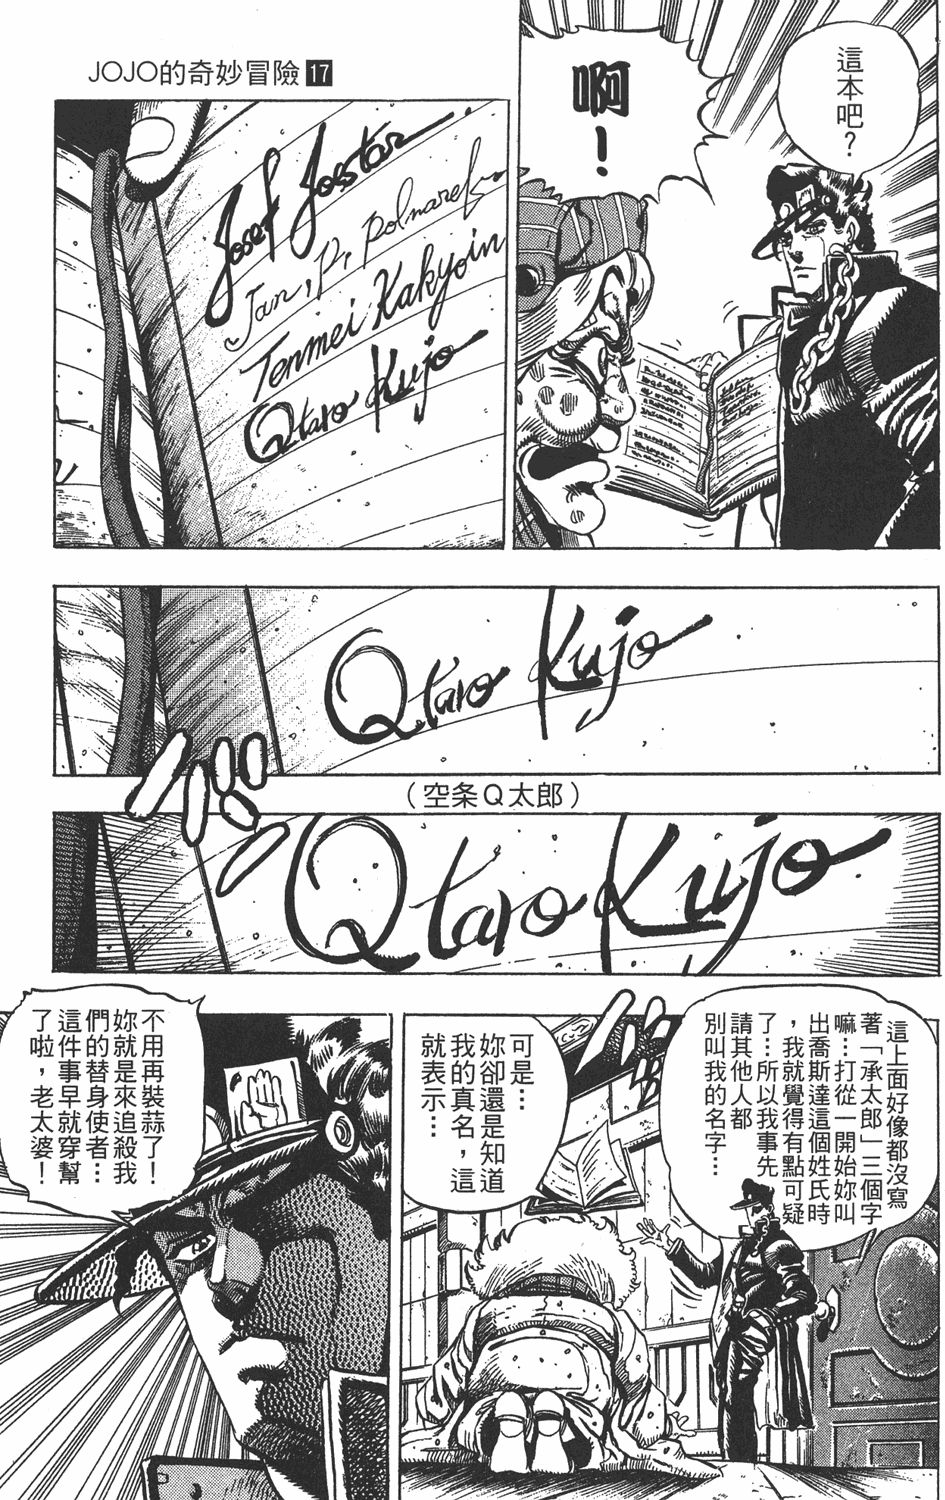 JOJO的奇妙冒險 17
這本吧？
啊！
Josef Joestar
Jan, P, Polnareff
Tenmei Kakyoin
Qtaro Kujo
Qtaro Kujo
（空条Ｑ太郎）
Qtaro Kujo
這上面好像都沒寫
著「承太郎」三個字
嘛…打從一開始妳叫
出喬斯達這個姓氏時
，我就覺得有點可疑
了…所以我事先
請其他人都
別叫我的名字…
可是…
妳卻還是知道
我的真名，這
就表示…
不用再裝蒜了！
妳就是來追殺我
們的替身使者…
這件事早就穿幫
了啦，老太婆！